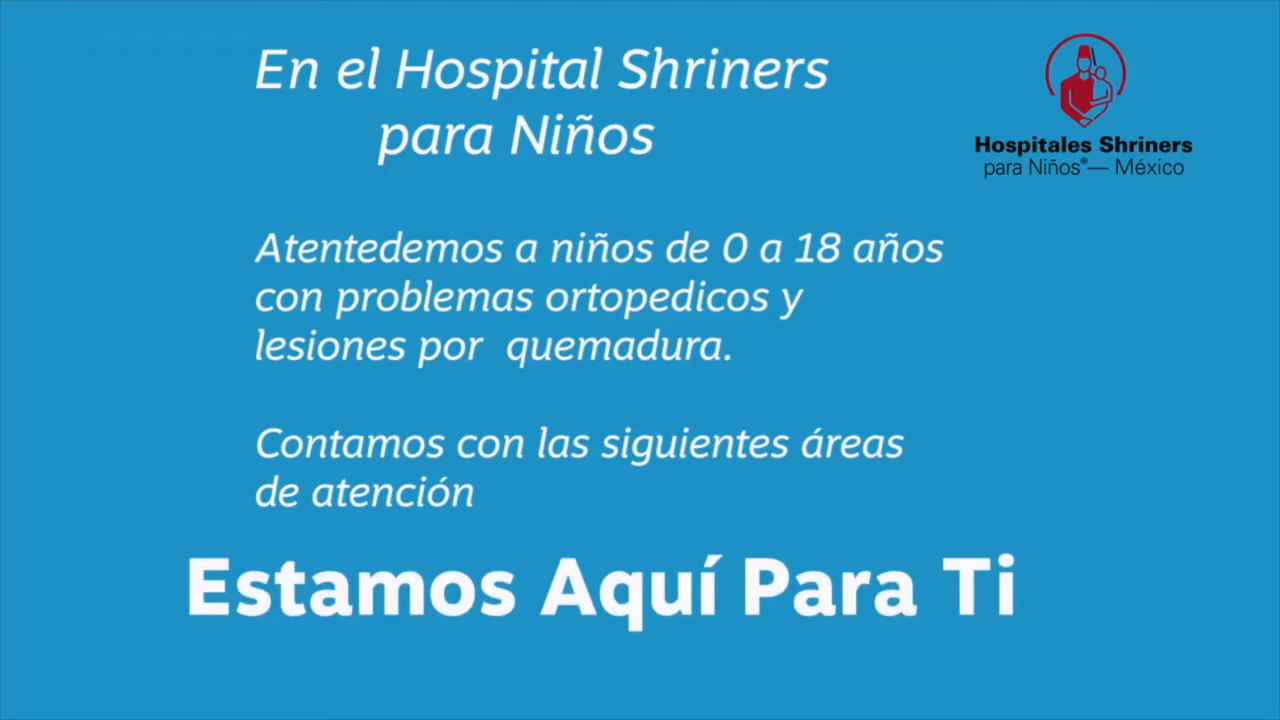 En el Hospital Shriners
para Niños
Hospitales Shriners
para Niños®— México
Atentedemos a niños de 0 a 18 años
con problemas ortopedicos y
lesiones por quemadura.
Contamos con las siguientes áreas
de atención
Estamos Aquí Para Ti